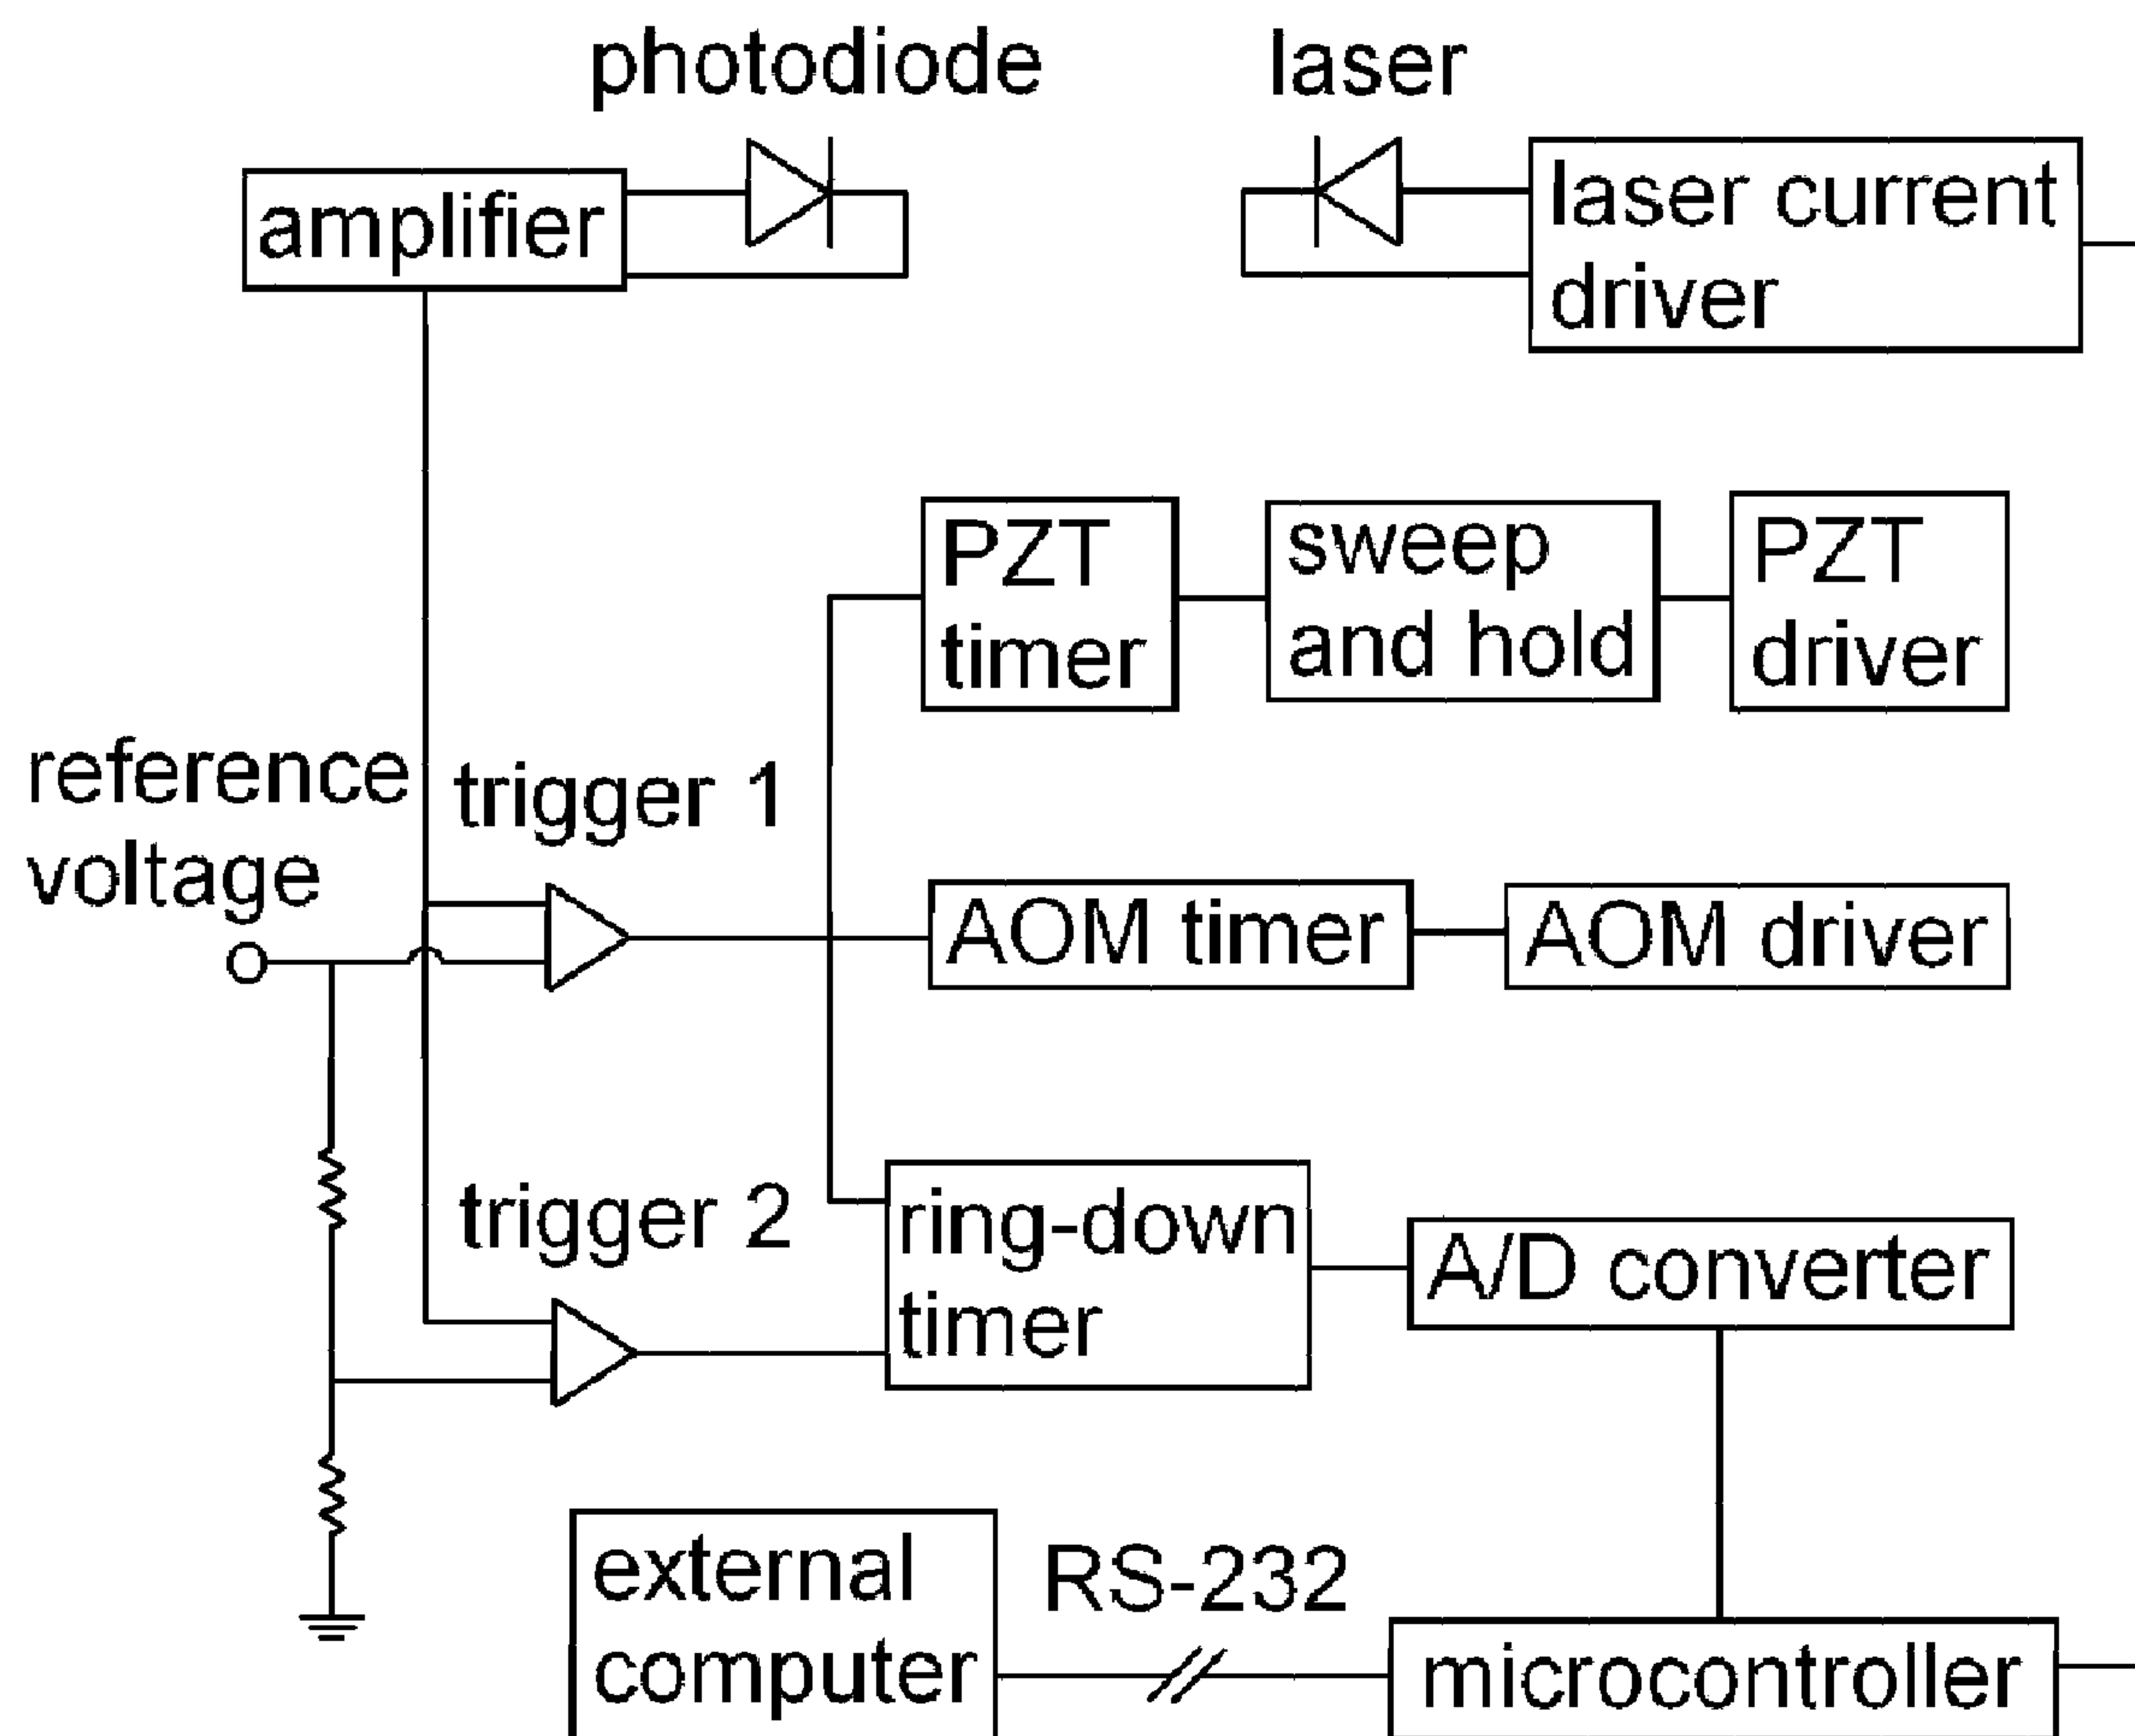 photodiode
laser
amplifier
laser current
driver
PZT
timer
sweep
and hold
PZT
driver
reference
voltage
trigger 1
AOM timer
AOM driver
trigger 2
ring-down
timer
A/D converter
external
computer
RS-232
microcontroller